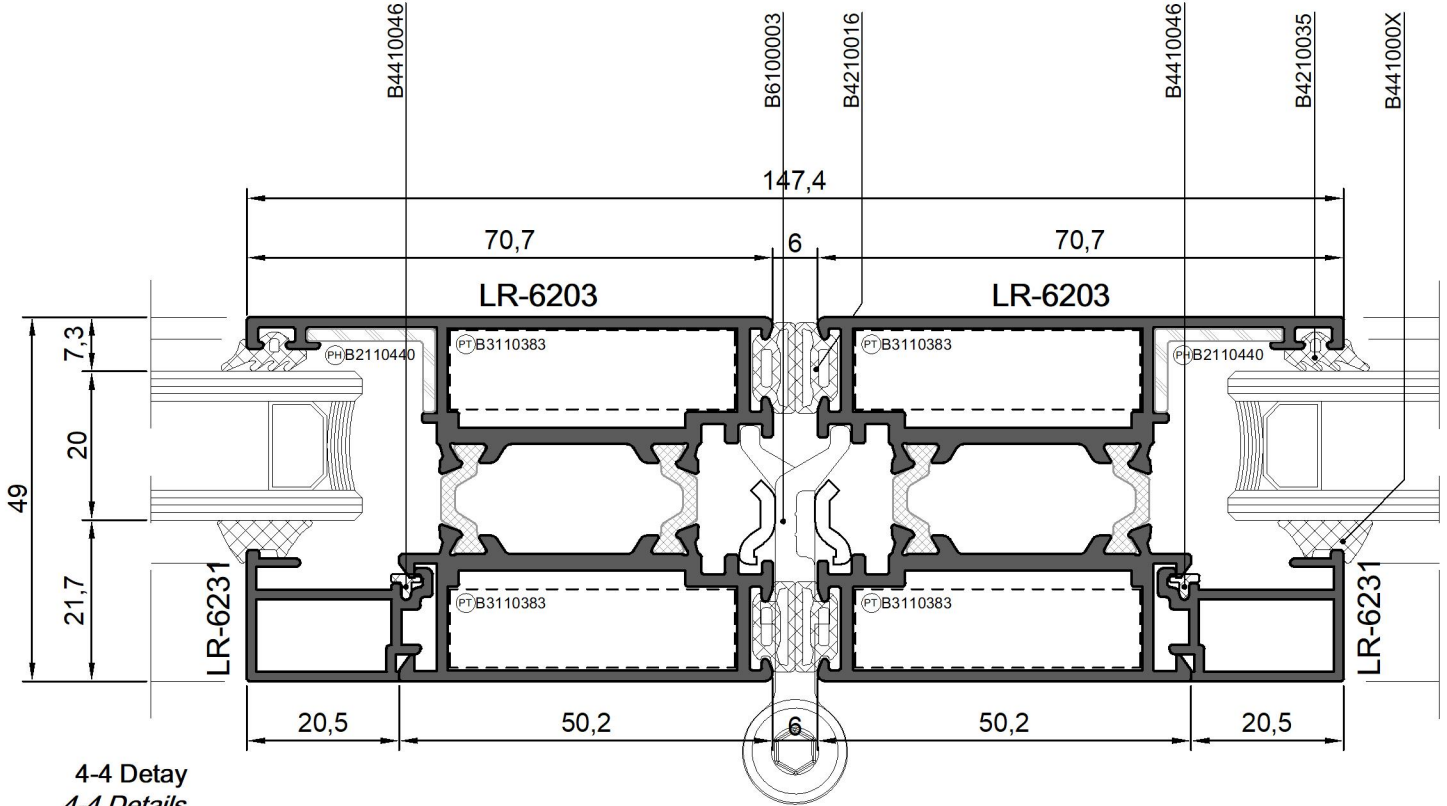 B4410046
B6100003
B4210016
B4410046
B4210035
B441000X
147,4
70,7
6
70,7
LR-6203
LR-6203
49
7,3
20
21,7
PT B3110383
PH B2110440
PT B3110383
PH B2110440
LR-6231
PT B3110383
PT B3110383
LR-6231
20,5
50,2
6
50,2
20,5
4-4 Detay
4-4 Details